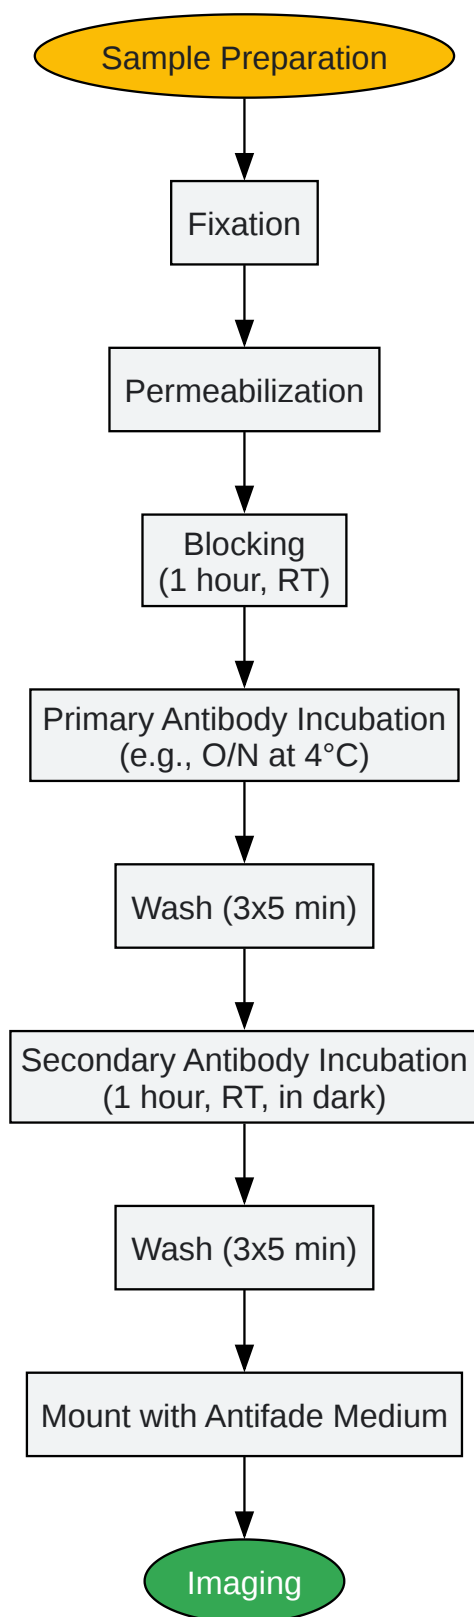 Sample Preparation
Fixation
Permeabilization
Blocking
(1 hour, RT)
Primary Antibody Incubation
(e.g., O/N at 4°C)
Wash (3x5 min)
Secondary Antibody Incubation
(1 hour, RT, in dark)
Wash (3x5 min)
Mount with Antifade Medium
Imaging